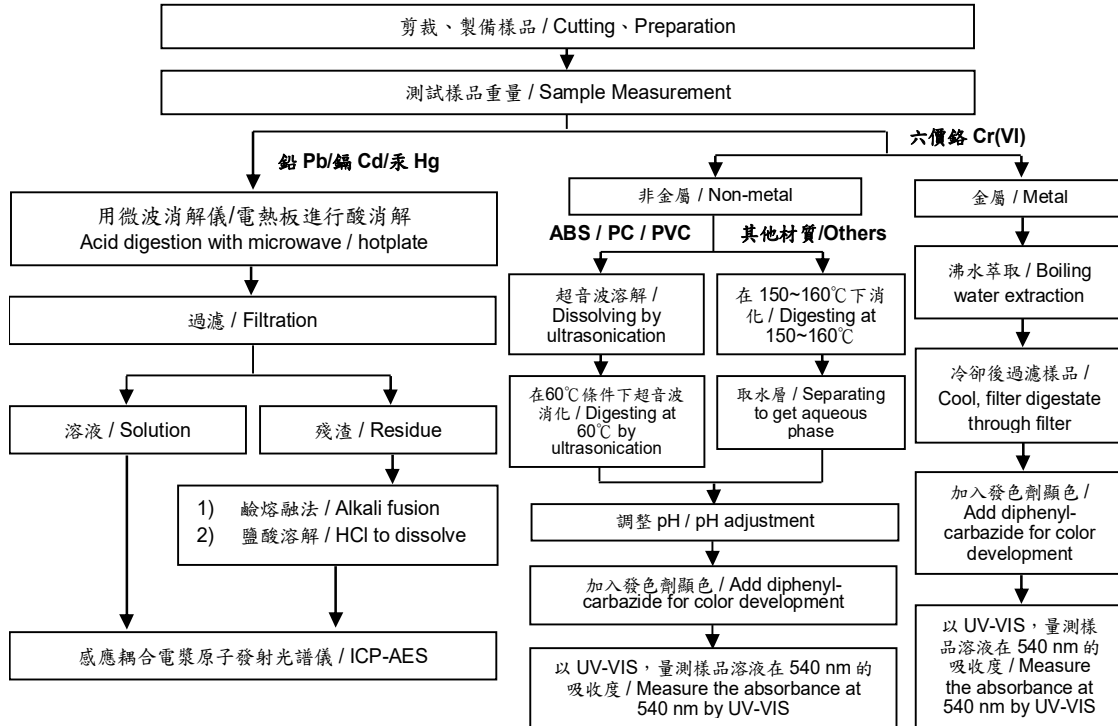 剪裁、製備樣品 / Cutting、Preparation
測試樣品重量 / Sample Measurement
鉛 Pb/鎘 Cd/汞 Hg
六價鉻 Cr(VI)
用微波消解儀/電熱板進行酸消解
Acid digestion with microwave / hotplate
過濾 / Filtration
溶液 / Solution
殘渣 / Residue
1) 鹼熔融法 / Alkali fusion
2) 鹽酸溶解 / HCl to dissolve
感應耦合電漿原子發射光譜儀 / ICP-AES
非金屬 / Non-metal
ABS / PC / PVC
其他材質/Others
超音波溶解 /
Dissolving by
ultrasonication
在 150~160℃下消
化 / Digesting at
150~160℃
在60℃條件下超音波
消化 / Digesting at
60℃ by
ultrasonication
取水層 / Separating
to get aqueous
phase
調整 pH / pH adjustment
加入發色劑顯色 / Add diphenyl-
carbazide for color development
以 UV-VIS，量測樣品溶液在 540 nm 的
吸收度 / Measure the absorbance at
540 nm by UV-VIS
金屬 / Metal
沸水萃取 / Boiling
water extraction
冷卻後過濾樣品 /
Cool, filter digestate
through filter
加入發色劑顯色 /
Add diphenyl-
carbazide for color
development
以 UV-VIS，量測樣
品溶液在 540 nm 的
吸收度 / Measure
the absorbance at
540 nm by UV-VIS